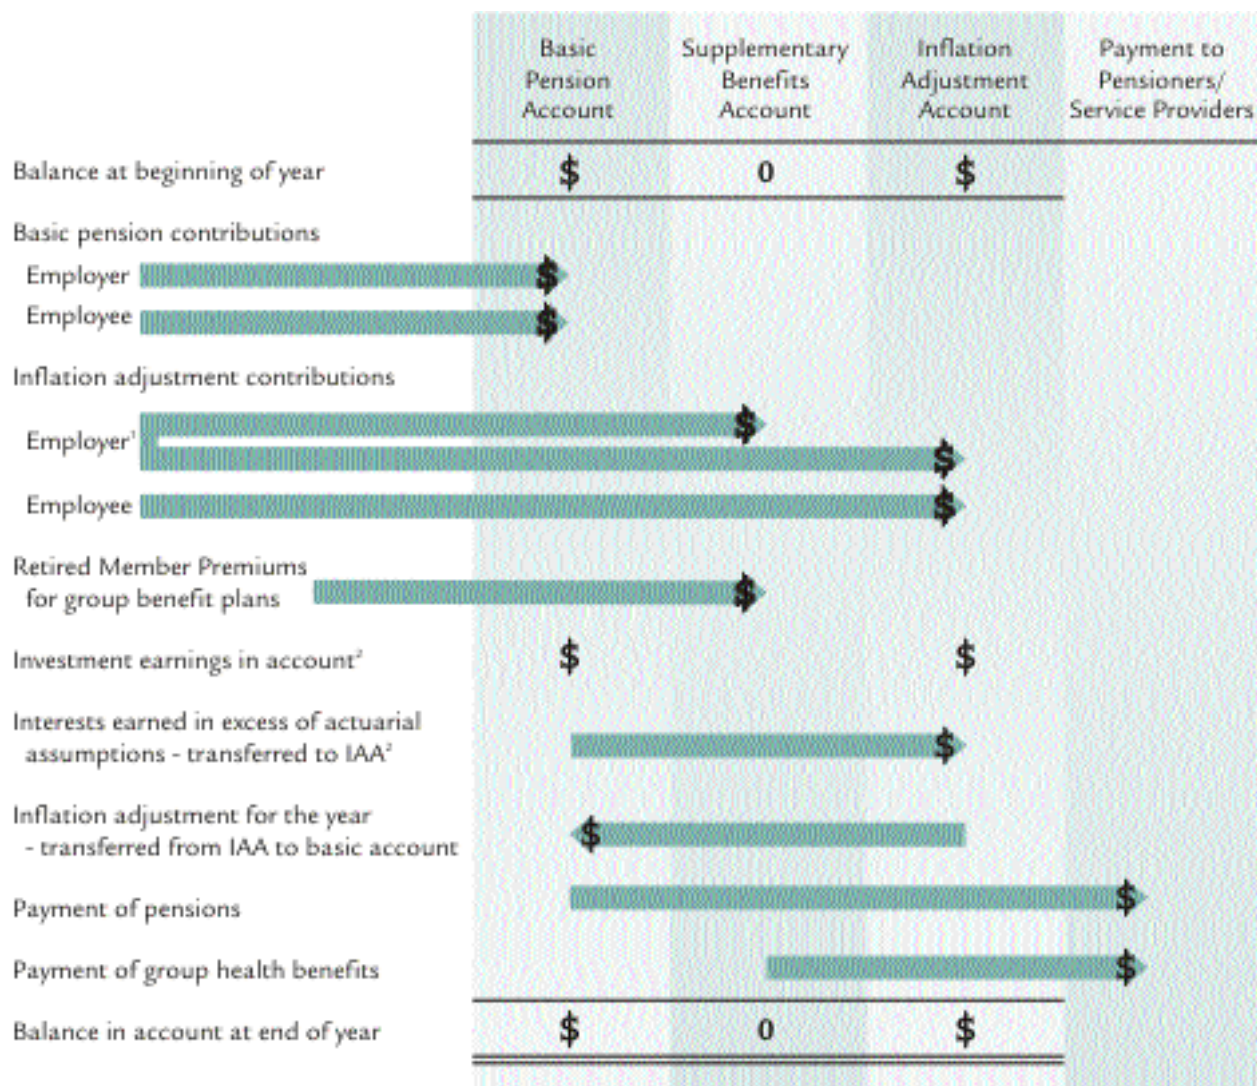 Basic
Pension
Account
Supplementary
Benefits
Account
Inflation
Adjustment
Account
Payment to
Pensioners/
Service Providers
Balance at beginning of year $ 0 $
Basic pension contributions
Employer $
Employee $
Inflation adjustment contributions
Employer¹ $
$
Employee $
Retired Member Premiums
for group benefit plans $
Investment earnings in account² $ $
Interests earned in excess of actuarial
assumptions - transferred to IAA² $
Inflation adjustment for the year
- transferred from IAA to basic account $
Payment of pensions $
Payment of group health benefits $
Balance in account at end of year $ 0 $